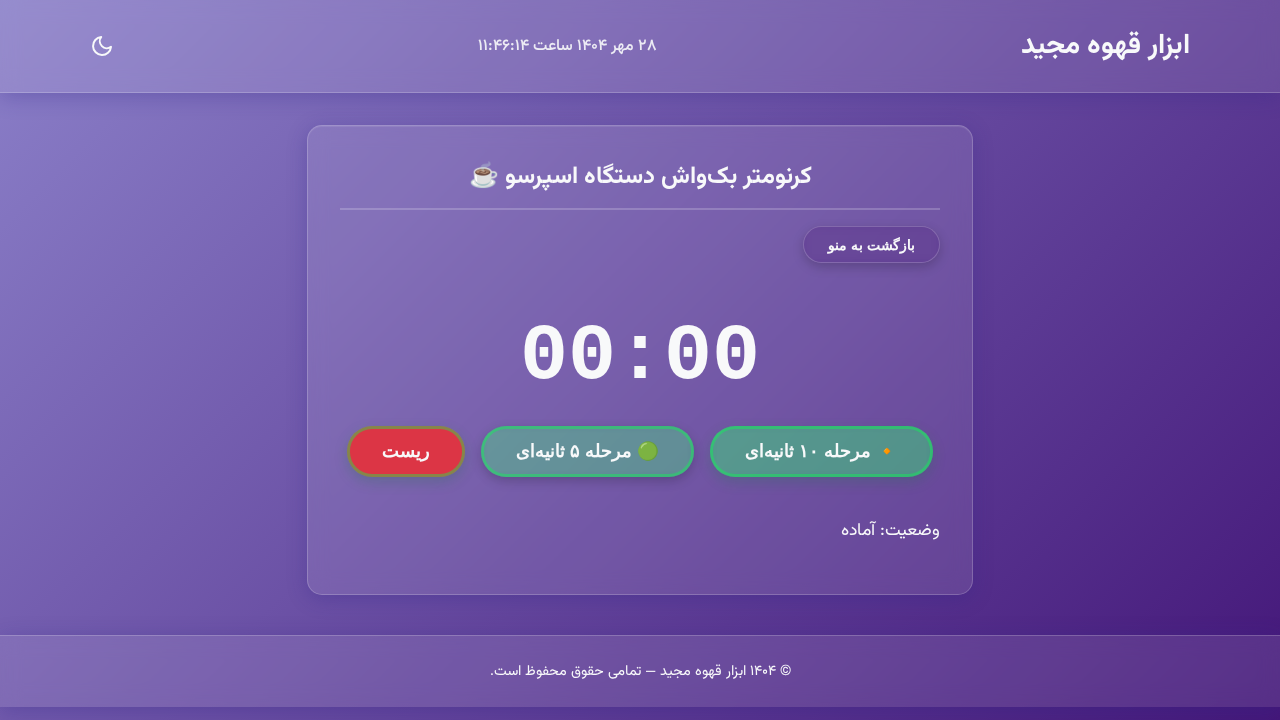 ابزار قهوه مجید
۲۸ مهر ۱۴۰۴ ساعت ۱۱:۴۶:۱۴
کرنومتر بک‌واش دستگاه اسپرسو ☕
بازگشت به منو
00:00
🔸 مرحله ۱۰ ثانیه‌ای
🟢 مرحله ۵ ثانیه‌ای
ریست
وضعیت: آماده
© ۱۴۰۴ ابزار قهوه مجید — تمامی حقوق محفوظ است.